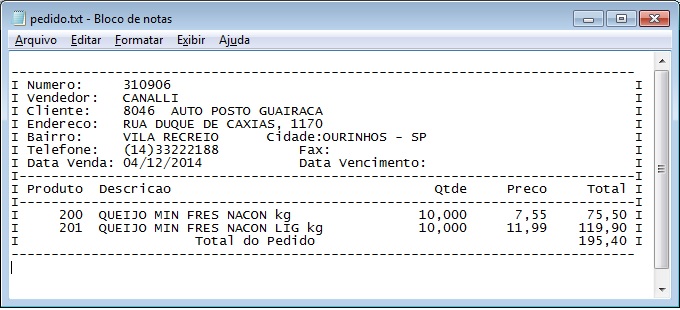 pedido.txt - Bloco de notas
Arquivo Editar Formatar Exibir Ajuda
-----------------------------------------------------------------------------
I Numero:     310906                                                          I
I Vendedor:   CANALLI                                                         I
I Cliente:    8046  AUTO POSTO GUAIRACA                                       I
I Endereco:   RUA DUQUE DE CAXIAS, 1170                                       I
I Bairro:     VILA RECREIO      Cidade:OURINHOS - SP                          I
I Telefone:   (14)33222188          Fax:                                      I
I Data Venda: 04/12/2014            Data Vencimento:                          I
I-----------------------------------------------------------------------------I
I Produto  Descricao                                 Qtde     Preco     Total I
I-----------------------------------------------------------------------------I
I     200  QUEIJO MIN FRES NACON kg                10,000      7,55     75,50 I
I     201  QUEIJO MIN FRES NACON LIG kg            10,000     11,99    119,90 I
I                      Total do Pedido                                 195,40 I
-----------------------------------------------------------------------------